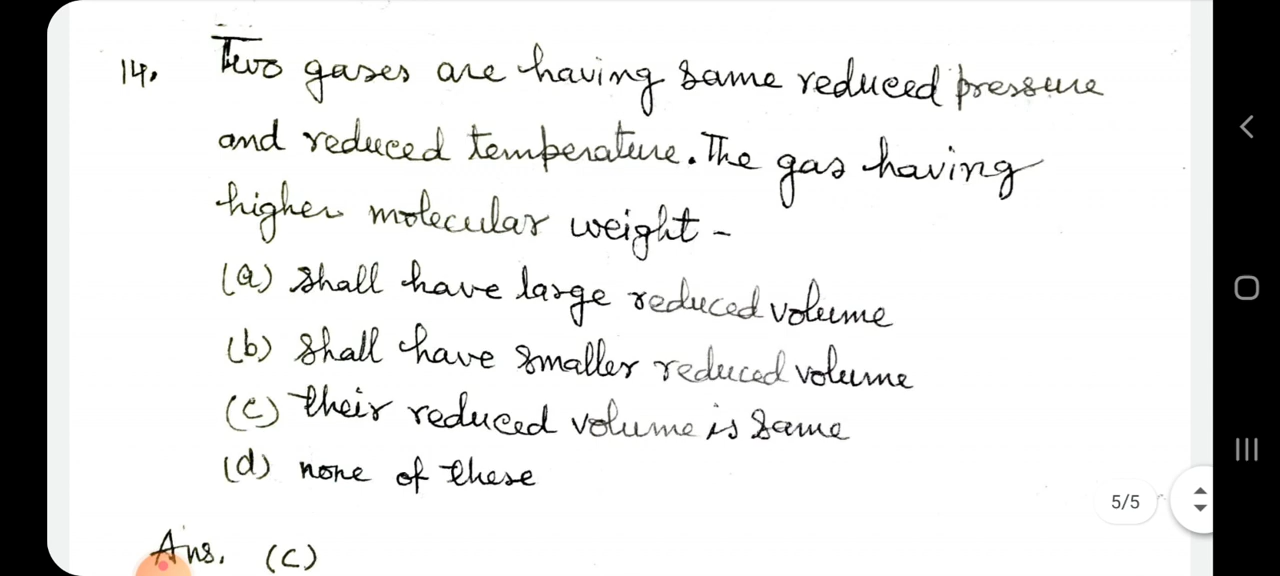 14. Two gases are having same reduced pressure
and reduced temperature. The gas having
higher molecular weight -
(a) shall have large reduced volume
(b) shall have smaller reduced volume
(c) their reduced volume is same
(d) none of these
5/5
Ans. (c)